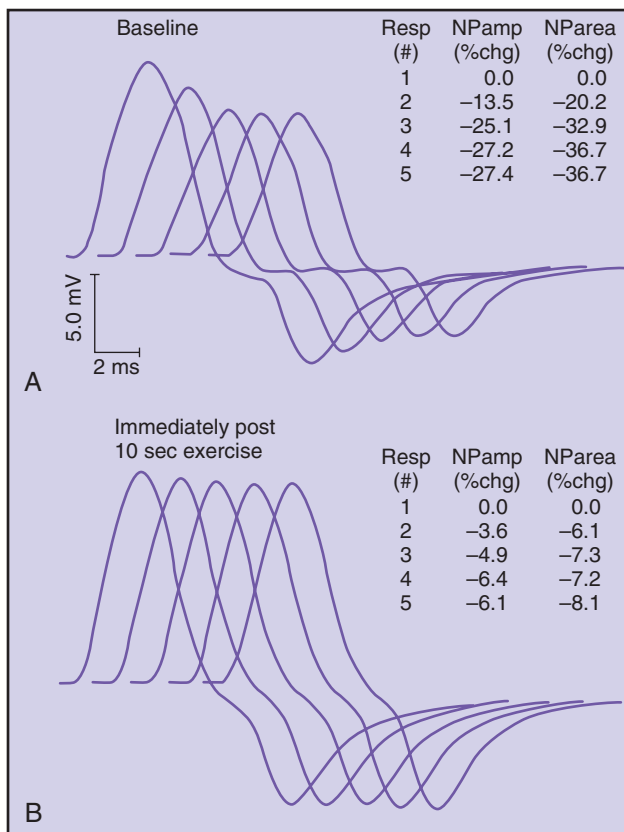 Baseline
Resp NPamp NParea
(#) (%chg) (%chg)
1 0.0 0.0
2 –13.5 –20.2
3 –25.1 –32.9
4 –27.2 –36.7
5 –27.4 –36.7
5.0 mV
2 ms
A
Immediately post
10 sec exercise
Resp NPamp NParea
(#) (%chg) (%chg)
1 0.0 0.0
2 –3.6 –6.1
3 –4.9 –7.3
4 –6.4 –7.2
5 –6.1 –8.1
B